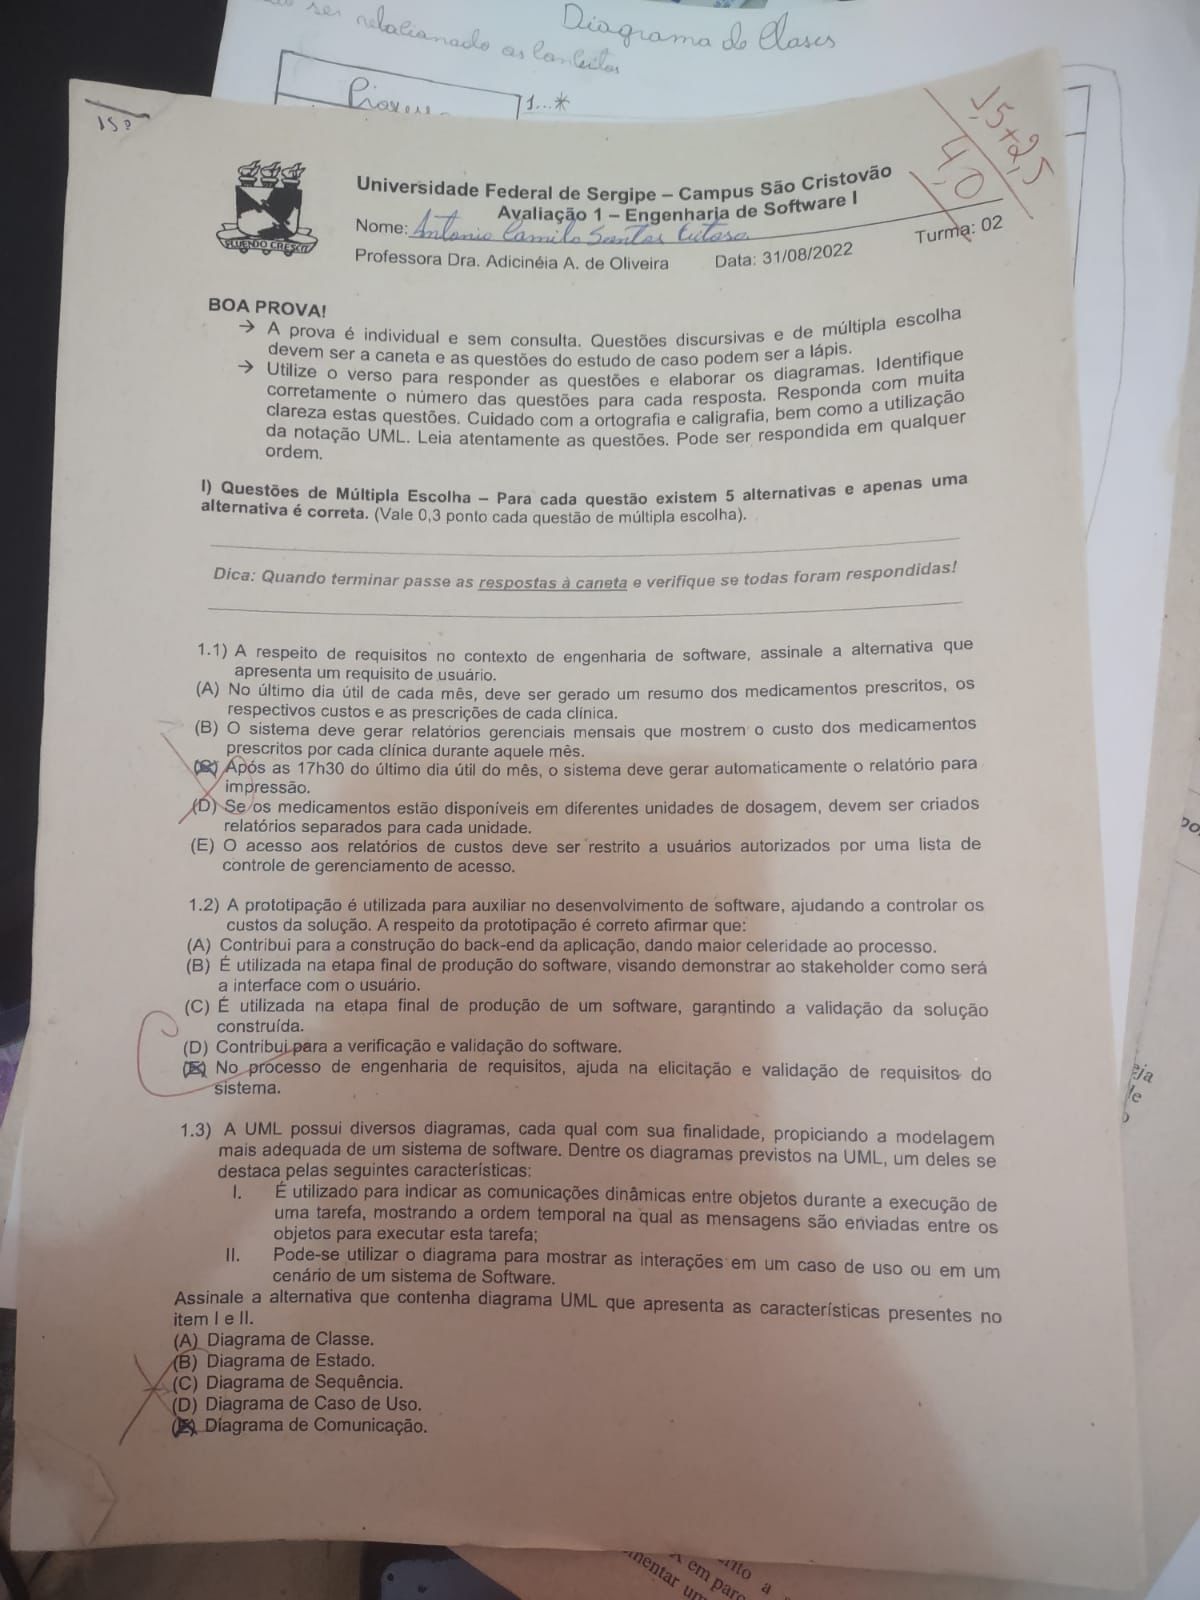 ser relacionado as
Diagrama de Clases
1...*
15?
1,5+2,5
4,0
FLUENDO CRESCIT
Universidade Federal de Sergipe – Campus São Cristovão
Avaliação 1 – Engenharia de Software I
Nome: Antonio Camilo Santos
Turma: 02
Professora Dra. Adicinéia A. de Oliveira Data: 31/08/2022
BOA PROVA!
→ A prova é individual e sem consulta. Questões discursivas e de múltipla escolha
devem ser a caneta e as questões do estudo de caso podem ser a lápis.
→ Utilize o verso para responder as questões e elaborar os diagramas. Identifique
corretamente o número das questões para cada resposta. Responda com muita
clareza estas questões. Cuidado com a ortografia e caligrafia, bem como a utilização
da notação UML. Leia atentamente as questões. Pode ser respondida em qualquer
ordem.
I) Questões de Múltipla Escolha – Para cada questão existem 5 alternativas e apenas uma
alternativa é correta. (Vale 0,3 ponto cada questão de múltipla escolha).
Dica: Quando terminar passe as respostas à caneta e verifique se todas foram respondidas!
1.1) A respeito de requisitos no contexto de engenharia de software, assinale a alternativa que
apresenta um requisito de usuário.
(A) No último dia útil de cada mês, deve ser gerado um resumo dos medicamentos prescritos, os
respectivos custos e as prescrições de cada clínica.
(B) O sistema deve gerar relatórios gerenciais mensais que mostrem o custo dos medicamentos
prescritos por cada clínica durante aquele mês.
(C) Após as 17h30 do último dia útil do mês, o sistema deve gerar automaticamente o relatório para
impressão.
(D) Se os medicamentos estão disponíveis em diferentes unidades de dosagem, devem ser criados
relatórios separados para cada unidade.
(E) O acesso aos relatórios de custos deve ser restrito a usuários autorizados por uma lista de
controle de gerenciamento de acesso.
1.2) A prototipação é utilizada para auxiliar no desenvolvimento de software, ajudando a controlar os
custos da solução. A respeito da prototipação é correto afirmar que:
(A) Contribui para a construção do back-end da aplicação, dando maior celeridade ao processo.
(B) É utilizada na etapa final de produção do software, visando demonstrar ao stakeholder como será
a interface com o usuário.
(C) É utilizada na etapa final de produção de um software, garantindo a validação da solução
construída.
(D) Contribui para a verificação e validação do software.
(E) No processo de engenharia de requisitos, ajuda na elicitação e validação de requisitos do
sistema.
1.3) A UML possui diversos diagramas, cada qual com sua finalidade, propiciando a modelagem
mais adequada de um sistema de software. Dentre os diagramas previstos na UML, um deles se
destaca pelas seguintes características:
I. É utilizado para indicar as comunicações dinâmicas entre objetos durante a execução de
uma tarefa, mostrando a ordem temporal na qual as mensagens são enviadas entre os
objetos para executar esta tarefa;
II. Pode-se utilizar o diagrama para mostrar as interações em um caso de uso ou em um
cenário de um sistema de Software.
Assinale a alternativa que contenha diagrama UML que apresenta as características presentes no
item I e II.
(A) Diagrama de Classe.
(B) Diagrama de Estado.
(C) Diagrama de Sequência.
(D) Diagrama de Caso de Uso.
(E) Diagrama de Comunicação.